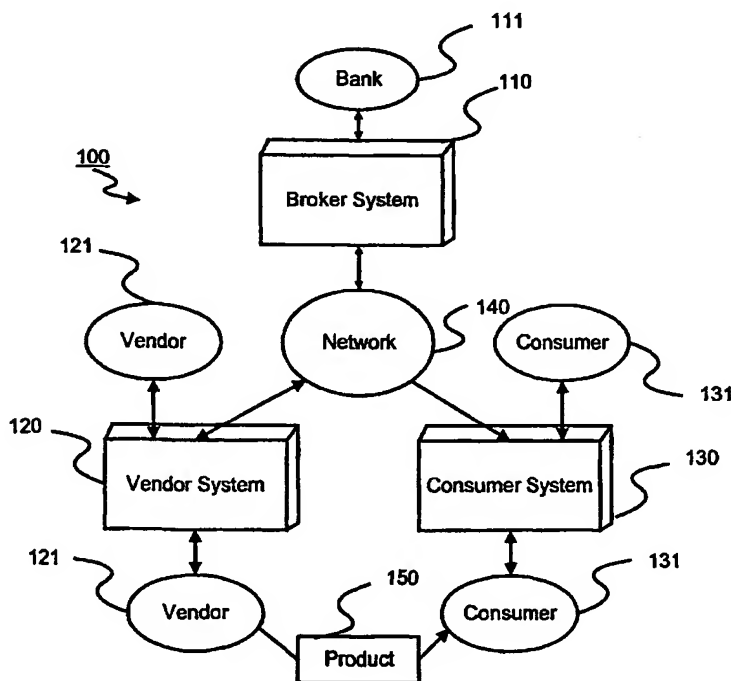 111
Bank
110
100
Broker System
121
140
Vendor
Network
Consumer
131
120
130
Vendor System
Consumer System
121
150
131
Vendor
Consumer
Product